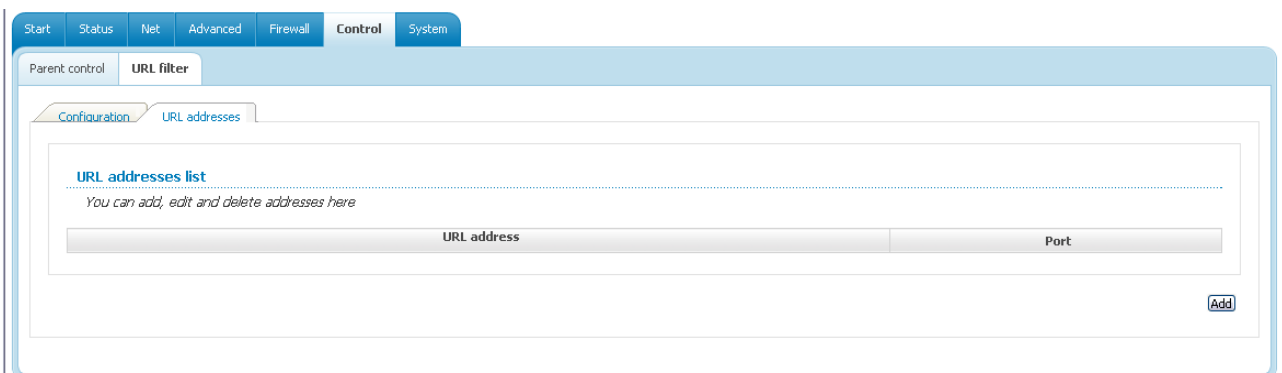 Start Status Net Advanced Firewall Control System
Parent control URL filter
Configuration URL addresses
URL addresses list
You can add, edit and delete addresses here
URL address Port
Add